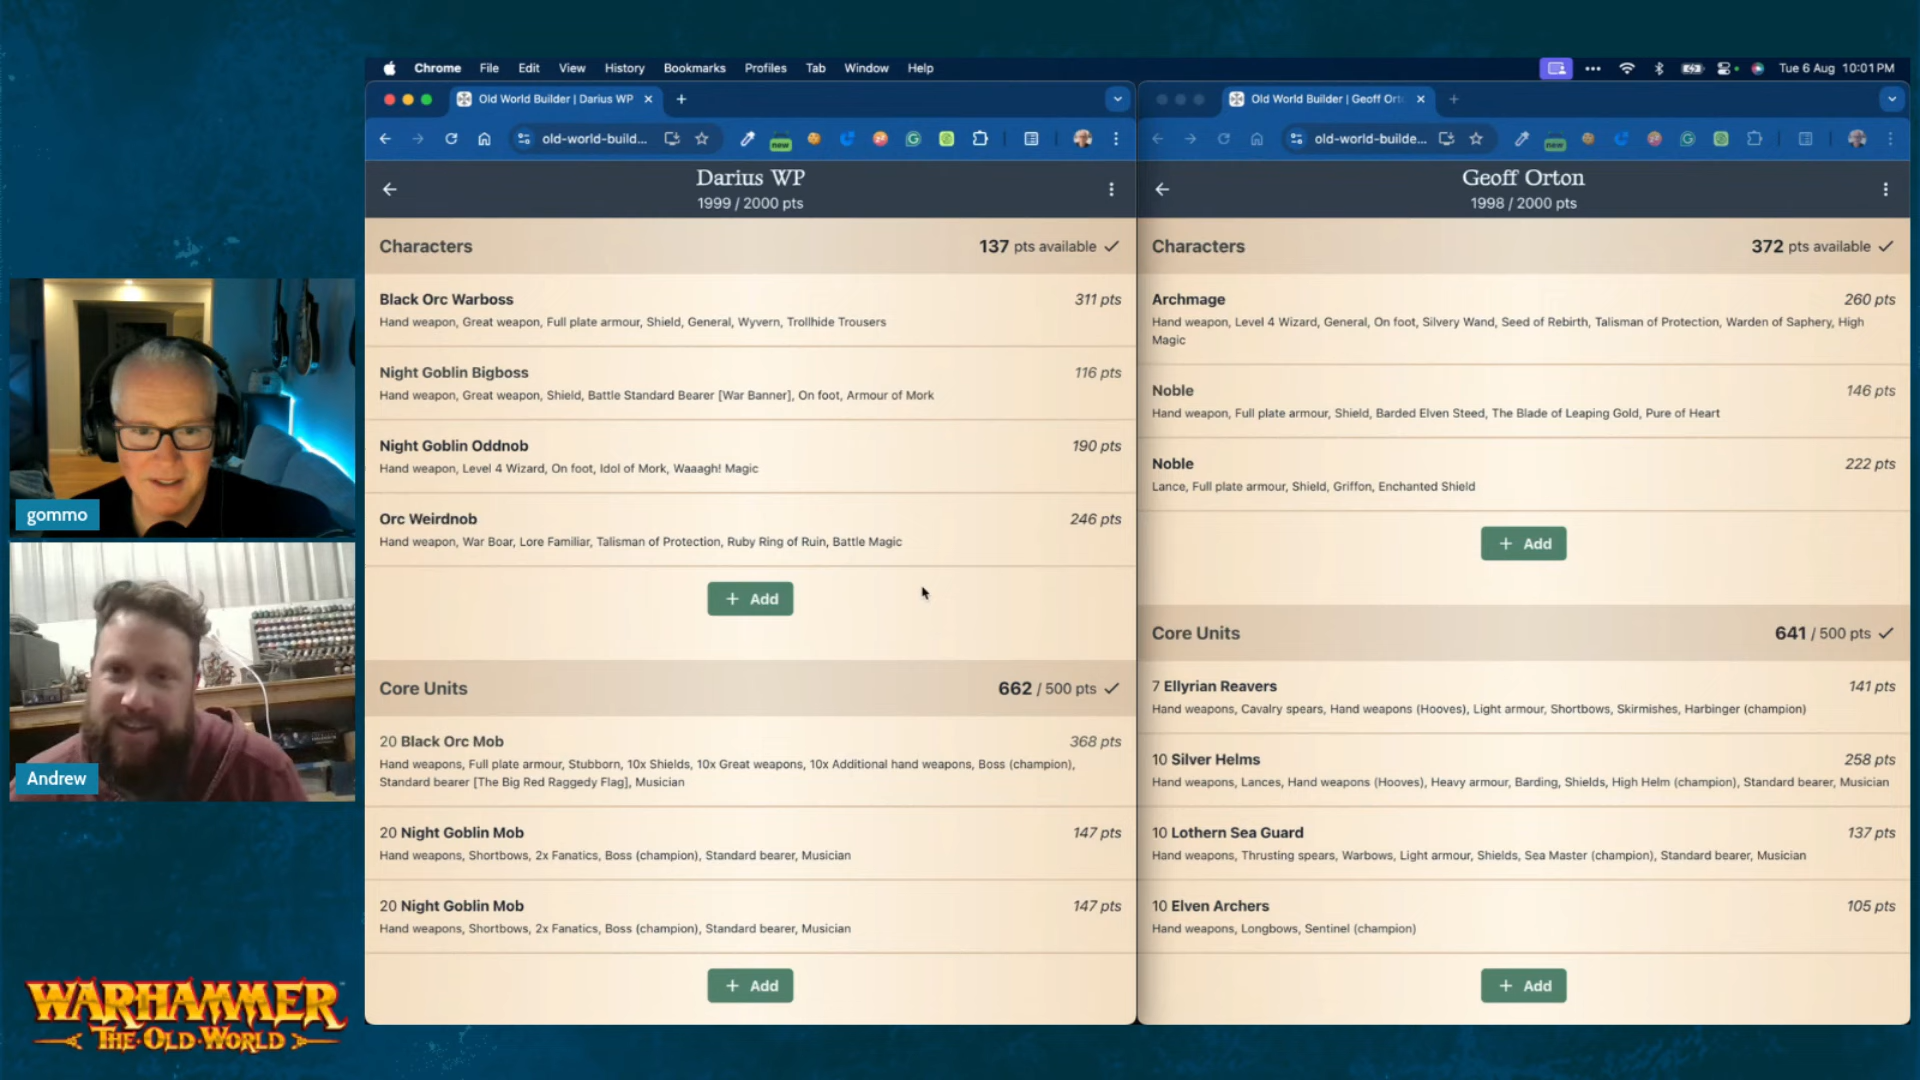 Chrome File Edit View History Bookmarks Profiles Tab Window Help
Tue 6 Aug 10:01 PM
Old World Builder | Darius WP
old-world-build...
new
Darius WP
1999 / 2000 pts
Characters 137 pts available
Black Orc Warboss 311 pts
Hand weapon, Great weapon, Full plate armour, Shield, General, Wyvern, Trollhide Trousers
Night Goblin Bigboss 116 pts
Hand weapon, Great weapon, Shield, Battle Standard Bearer [War Banner], On foot, Armour of Mork
Night Goblin Oddnob 190 pts
Hand weapon, Level 4 Wizard, On foot, Idol of Mork, Waaagh! Magic
Orc Weirdnob 246 pts
Hand weapon, War Boar, Lore Familiar, Talisman of Protection, Ruby Ring of Ruin, Battle Magic
+ Add
Core Units 662 / 500 pts
20 Black Orc Mob 368 pts
Hand weapons, Full plate armour, Stubborn, 10x Shields, 10x Great weapons, 10x Additional hand weapons, Boss (champion),
Standard bearer [The Big Red Raggedy Flag], Musician
20 Night Goblin Mob 147 pts
Hand weapons, Shortbows, 2x Fanatics, Boss (champion), Standard bearer, Musician
20 Night Goblin Mob 147 pts
Hand weapons, Shortbows, 2x Fanatics, Boss (champion), Standard bearer, Musician
+ Add
Old World Builder | Geoff Ort
old-world-builde...
new
Geoff Orton
1998 / 2000 pts
Characters 372 pts available
Archmage 260 pts
Hand weapon, Level 4 Wizard, General, On foot, Silvery Wand, Seed of Rebirth, Talisman of Protection, Warden of Saphery, High
Magic
Noble 146 pts
Hand weapon, Full plate armour, Shield, Barded Elven Steed, The Blade of Leaping Gold, Pure of Heart
Noble 222 pts
Lance, Full plate armour, Shield, Griffon, Enchanted Shield
+ Add
Core Units 641 / 500 pts
7 Ellyrian Reavers 141 pts
Hand weapons, Cavalry spears, Hand weapons (Hooves), Light armour, Shortbows, Skirmishes, Harbinger (champion)
10 Silver Helms 258 pts
Hand weapons, Lances, Hand weapons (Hooves), Heavy armour, Barding, Shields, High Helm (champion), Standard bearer, Musician
10 Lothern Sea Guard 137 pts
Hand weapons, Thrusting spears, Warbows, Light armour, Shields, Sea Master (champion), Standard bearer, Musician
10 Elven Archers 105 pts
Hand weapons, Longbows, Sentinel (champion)
+ Add
gommo
Andrew
WARHAMMER
THE·OLD·WORLD